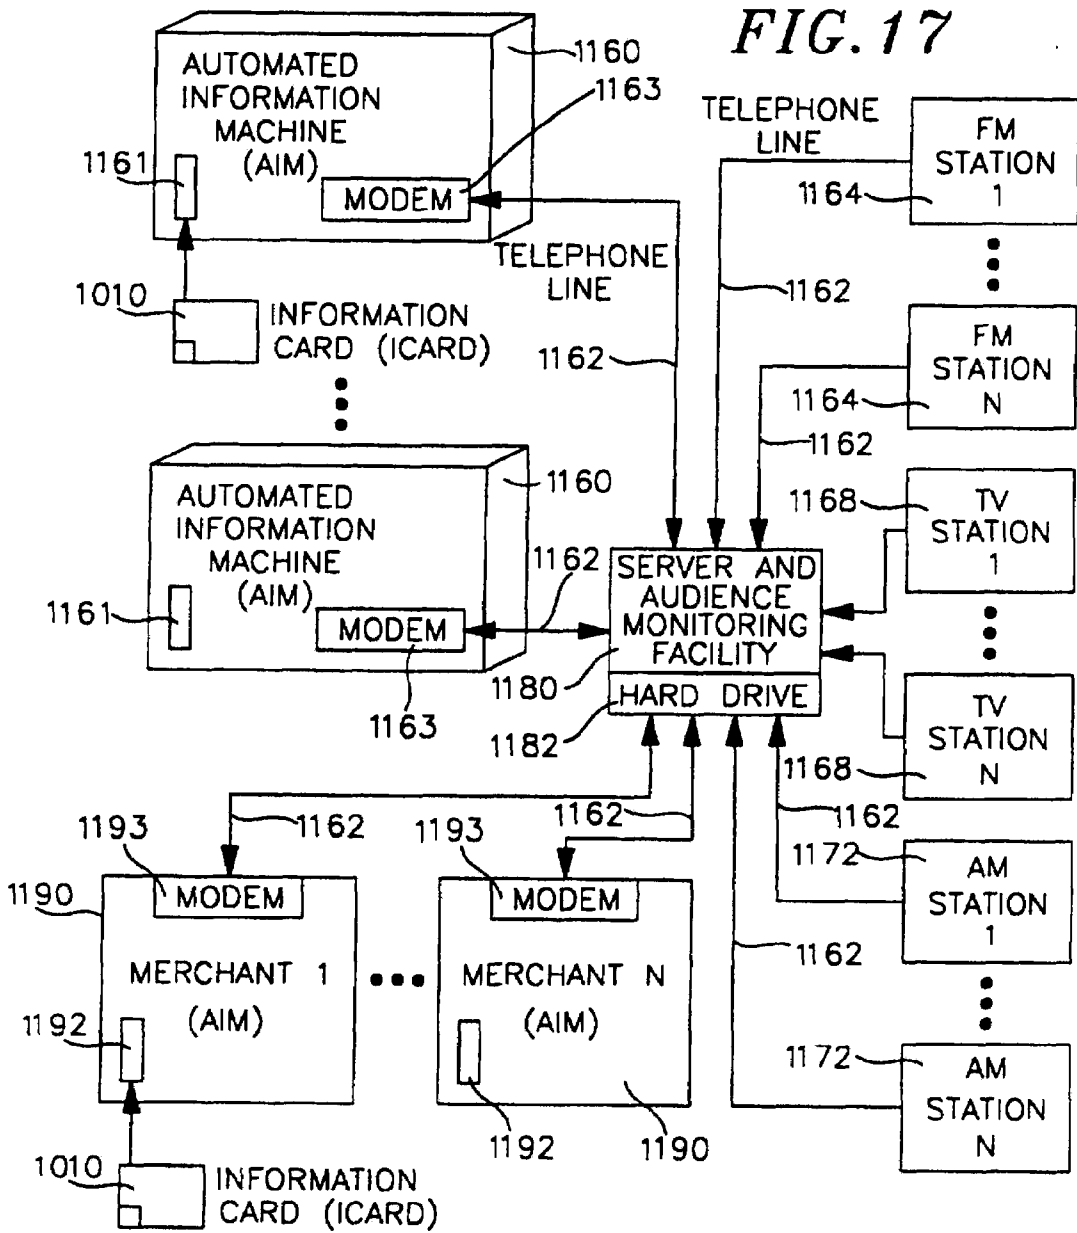 FIG. 17
AUTOMATED
INFORMATION
MACHINE
(AIM)
1160
1163
1161
MODEM
TELEPHONE
LINE
1010
INFORMATION
CARD (ICARD)
1162
TELEPHONE
LINE
FM
STATION
1
1164
1162
FM
STATION
N
1164
1162
AUTOMATED
INFORMATION
MACHINE
(AIM)
1160
1161
MODEM
1163
1162
SERVER AND
AUDIENCE
MONITORING
FACILITY
1180
HARD DRIVE
1182
1168
TV
STATION
1
TV
STATION
N
1168
1162
1172
AM
STATION
1
1162
1172
AM
STATION
N
1193
1162
1190
MODEM
MERCHANT 1
(AIM)
1192
1010
INFORMATION
CARD (ICARD)
1193
1162
MODEM
MERCHANT N
(AIM)
1192
1190